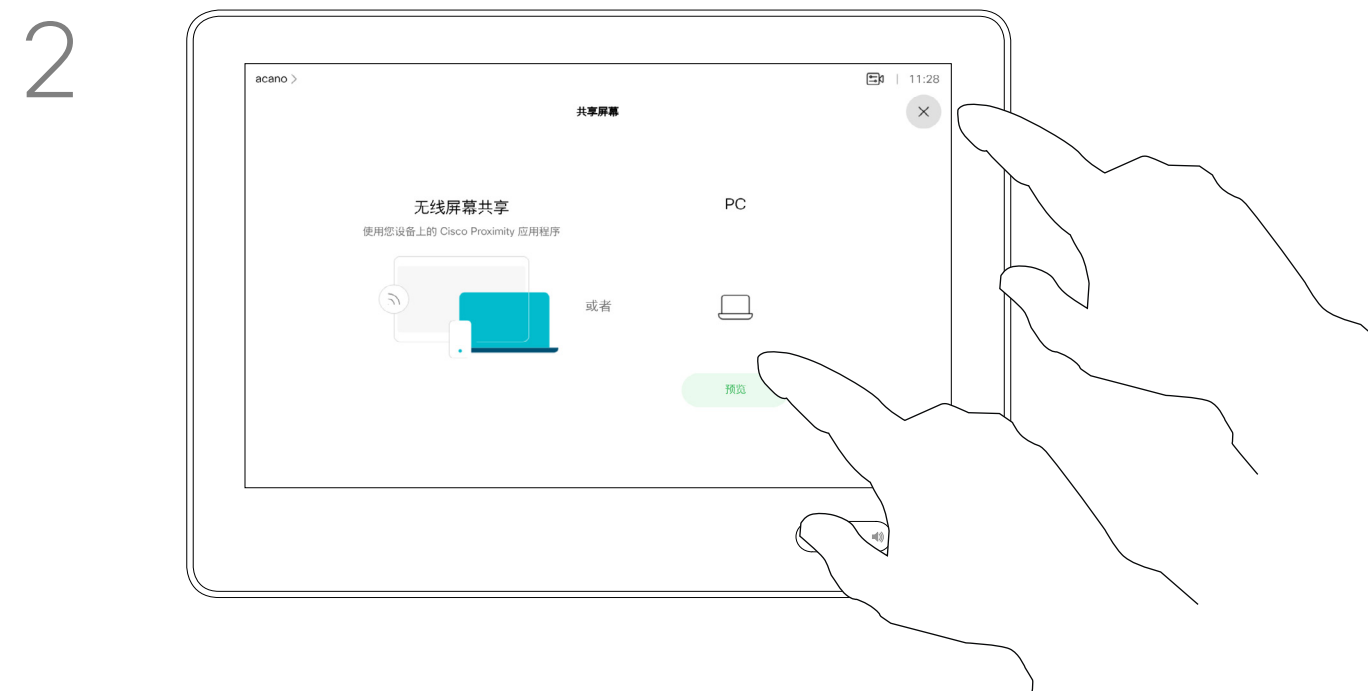 2
acano >
11:28
共享屏幕
无线屏幕共享
使用您设备上的 Cisco Proximity 应用程序
或者
PC
预览